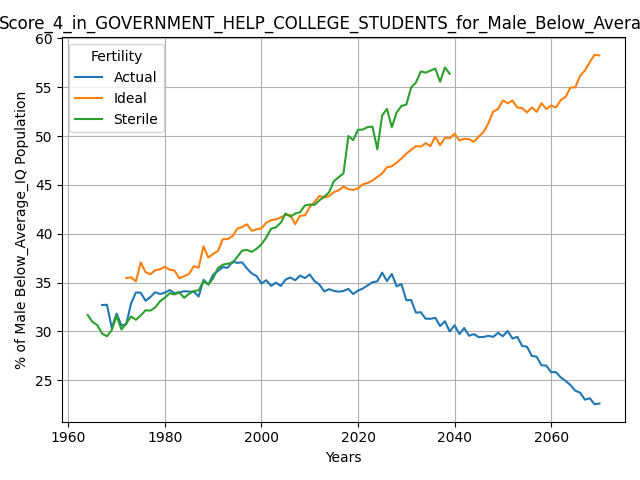 Score_4_in_GOVERNMENT_HELP_COLLEGE_STUDENTS_for_Male_Below_Avera
Fertility
Actual
Ideal
Sterile
% of Male Below_Average_IQ Population
60
55
50
45
40
35
30
25
1960 1980 2000 2020 2040 2060
Years